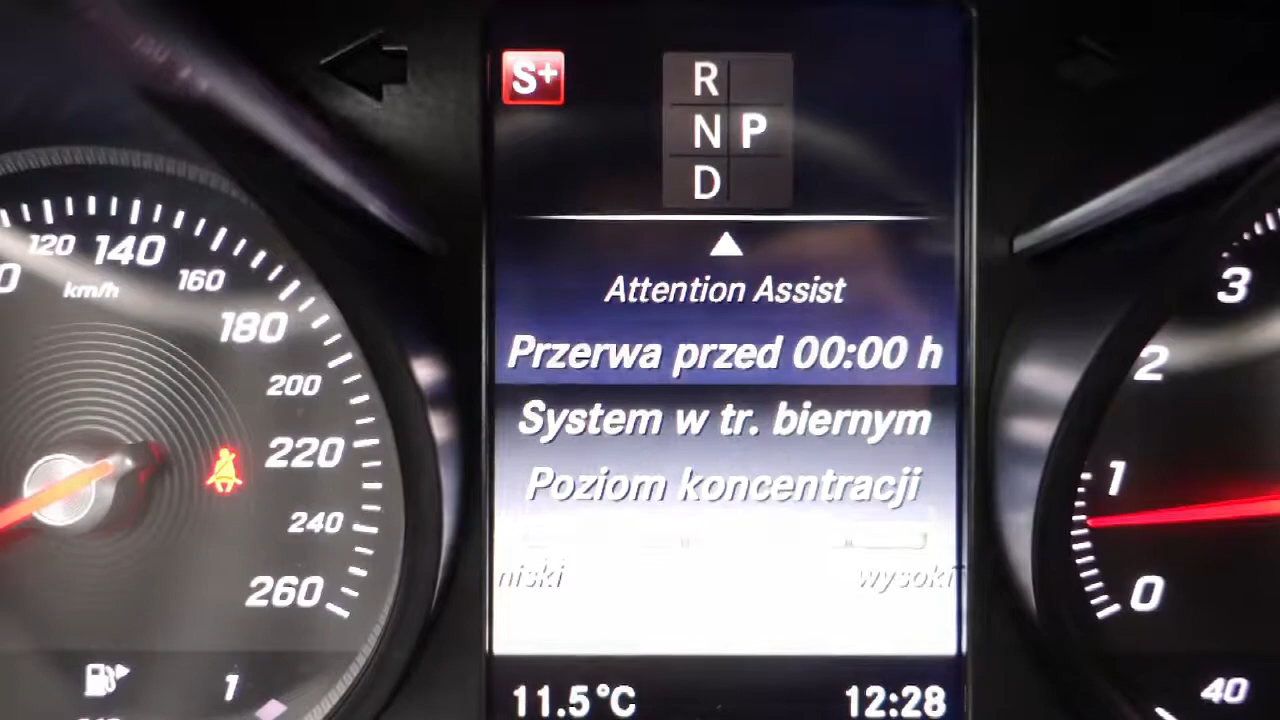 S+
R
N P
D
Attention Assist
Przerwa przed 00:00 h
System w tr. biernym
Poziom koncentracji
niski wysoki
11.5°C 12:28
120
140
160
km/h
180
200
220
240
260
1
3
2
1
0
40